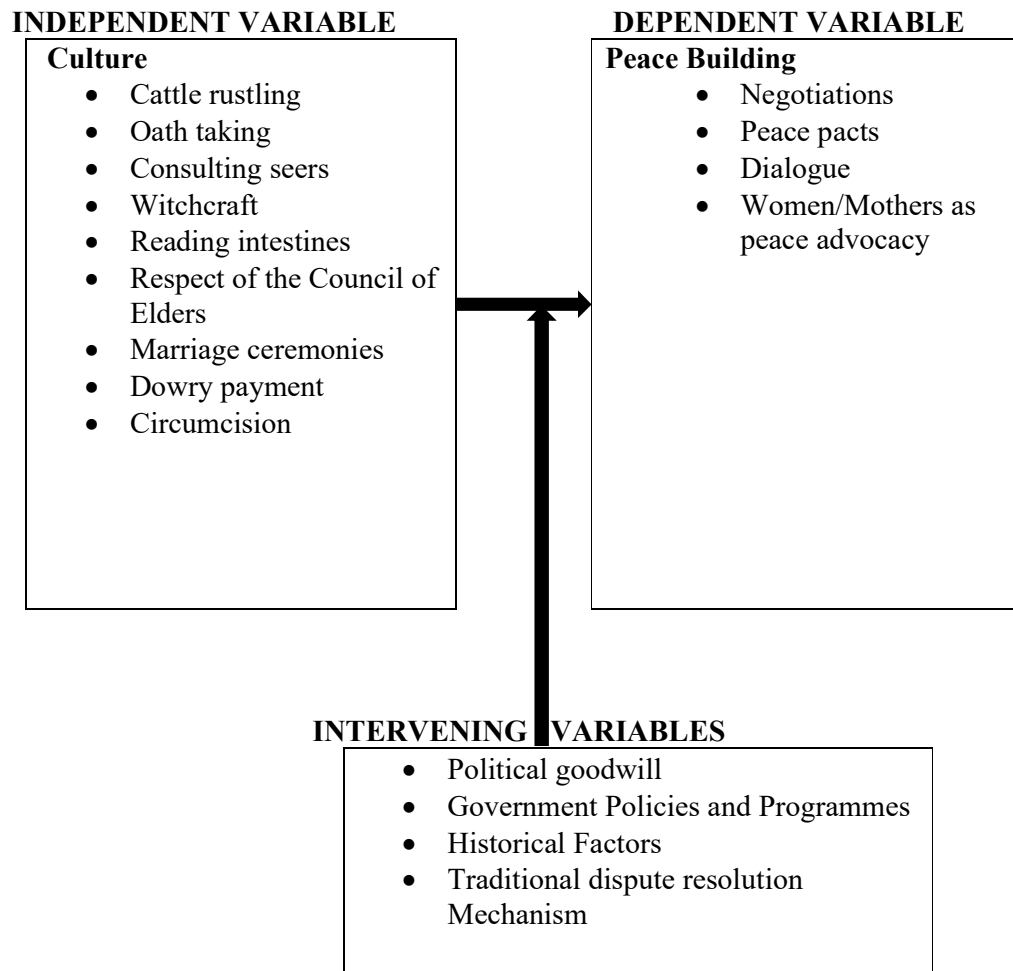 INDEPENDENT VARIABLE
Culture
• Cattle rustling
• Oath taking
• Consulting seers
• Witchcraft
• Reading intestines
• Respect of the Council of
Elders
• Marriage ceremonies
• Dowry payment
• Circumcision
DEPENDENT VARIABLE
Peace Building
• Negotiations
• Peace pacts
• Dialogue
• Women/Mothers as
peace advocacy
INTERVENING VARIABLES
• Political goodwill
• Government Policies and Programmes
• Historical Factors
• Traditional dispute resolution
Mechanism